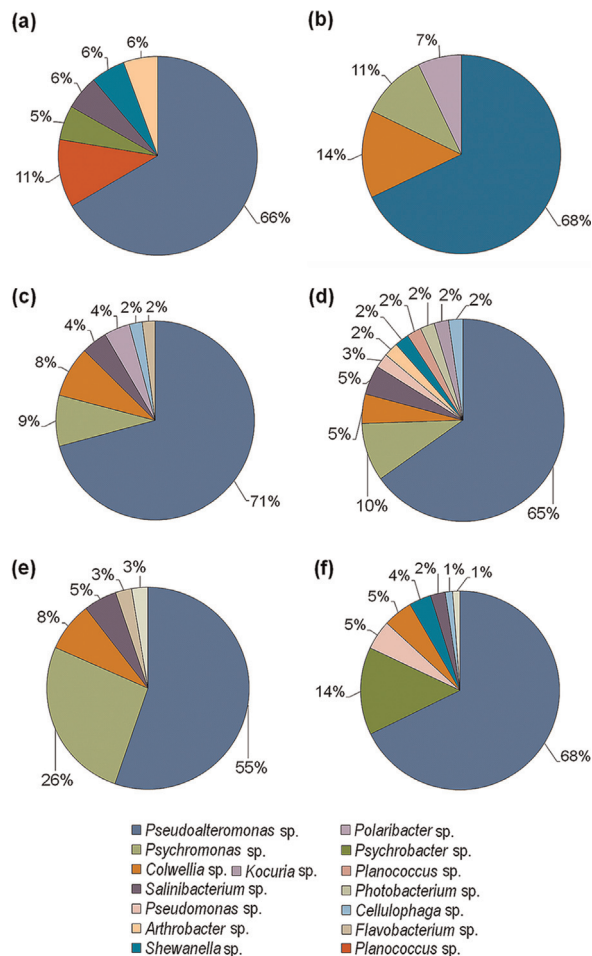 (a)
6%
6%
6%
5%
11%
66%
(b)
7%
11%
14%
68%
(c)
2%
2%
4%
4%
8%
9%
71%
(d)
2%
2%
2%
2%
2%
2%
3%
5%
5%
10%
65%
(e)
3%
3%
5%
8%
26%
55%
(f)
1%
1%
2%
4%
5%
5%
14%
68%
Pseudoalteromonas sp.
Psychromonas sp.
Colwellia sp. Kocuria sp.
Salinibacterium sp.
Pseudomonas sp.
Arthrobacter sp.
Shewanella sp.
Polaribacter sp.
Psychrobacter sp.
Planococcus sp.
Photobacterium sp.
Cellulophaga sp.
Flavobacterium sp.
Planococcus sp.